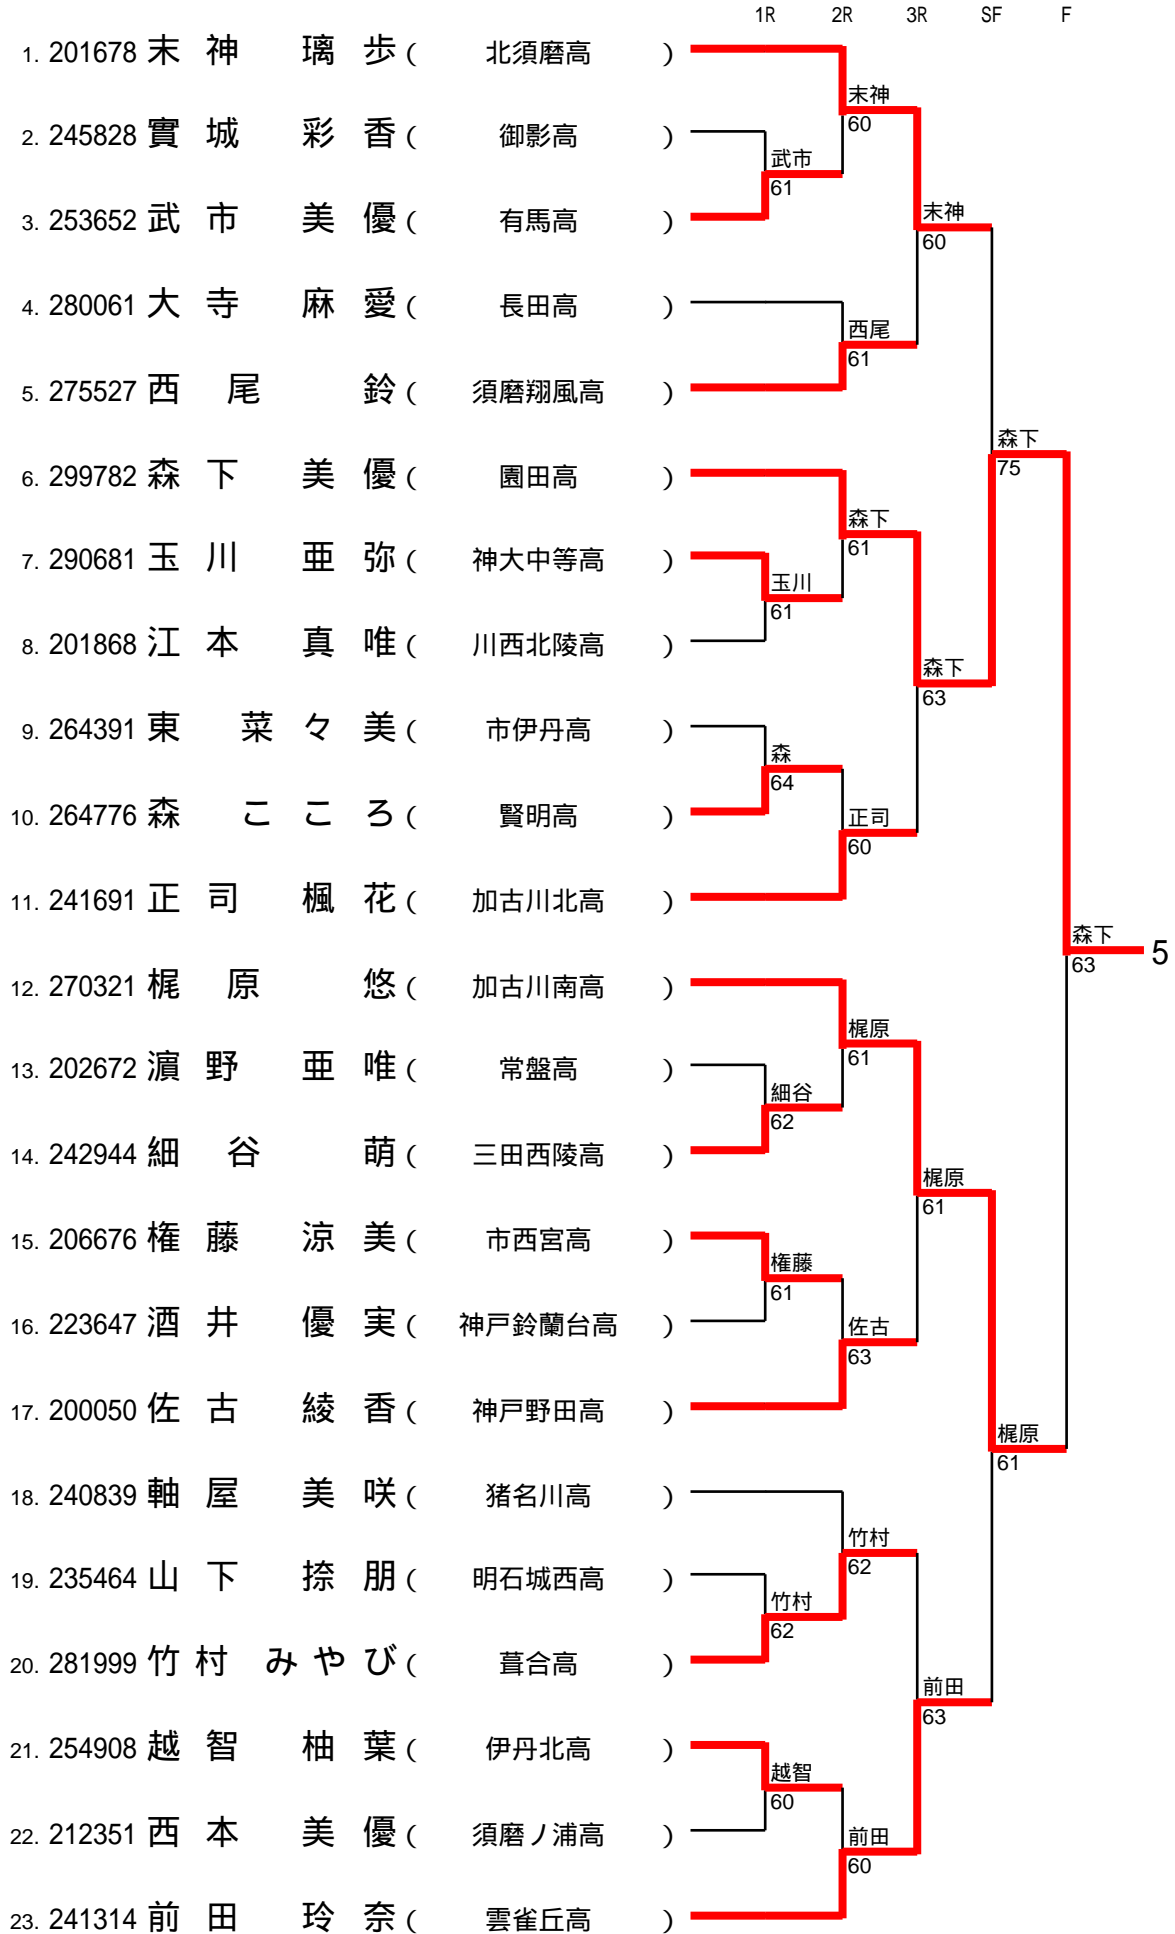 1R 2R 3R SF F
1. 201678 末 神 璃 歩 ( 北須磨高 )
末神
60
2. 245828 實 城 彩 香 ( 御影高 )
武市
61
3. 253652 武 市 美 優 ( 有馬高 )
末神
60
4. 280061 大 寺 麻 愛 ( 長田高 )
西尾
61
5. 275527 西 尾 鈴 ( 須磨翔風高 )
森下
75
6. 299782 森 下 美 優 ( 園田高 )
森下
61
7. 290681 玉 川 亜 弥 ( 神大中等高 )
玉川
61
8. 201868 江 本 真 唯 ( 川西北陵高 )
森下
63
9. 264391 東 菜 々 美 ( 市伊丹高 )
森
64
10. 264776 森 こ こ ろ ( 賢明高 )
正司
60
11. 241691 正 司 楓 花 ( 加古川北高 )
森下
63
5
12. 270321 梶 原 悠 ( 加古川南高 )
梶原
61
13. 202672 濵 野 亜 唯 ( 常盤高 )
細谷
62
14. 242944 細 谷 萌 ( 三田西陵高 )
梶原
61
15. 206676 権 藤 涼 美 ( 市西宮高 )
権藤
61
16. 223647 酒 井 優 実 ( 神戸鈴蘭台高 )
佐古
63
17. 200050 佐 古 綾 香 ( 神戸野田高 )
梶原
61
18. 240839 軸 屋 美 咲 ( 猪名川高 )
竹村
62
19. 235464 山 下 捺 朋 ( 明石城西高 )
竹村
62
20. 281999 竹 村 み や び ( 葺合高 )
前田
63
21. 254908 越 智 柚 葉 ( 伊丹北高 )
越智
60
22. 212351 西 本 美 優 ( 須磨ノ浦高 )
前田
60
23. 241314 前 田 玲 奈 ( 雲雀丘高 )